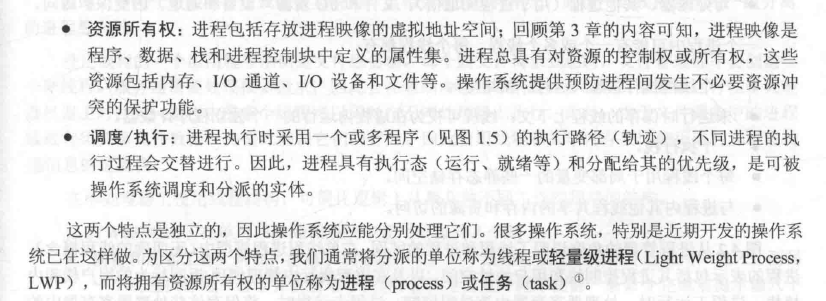 ● 资源所有权：进程包括存放进程映像的虚拟地址空间；回顾第 3 章的内容可知，进程映像是
程序、数据、栈和进程控制块中定义的属性集。进程总具有对资源的控制权或所有权，这些
资源包括内存、I/O 通道、I/O 设备和文件等。操作系统提供预防进程间发生不必要资源冲
突的保护功能。
● 调度/执行：进程执行时采用一个或多程序（见图 1.5）的执行路径（轨迹），不同进程的执
行过程会交替进行。因此，进程具有执行态（运行、就绪等）和分配给其的优先级，是可被
操作系统调度和分派的实体。
这两个特点是独立的，因此操作系统应能分别处理它们。很多操作系统，特别是近期开发的操作系
统已在这样做。为区分这两个特点，我们通常将分派的单位称为线程或轻量级进程（Light Weight Process，
LWP），而将拥有资源所有权的单位称为进程（process）或任务（task）①。